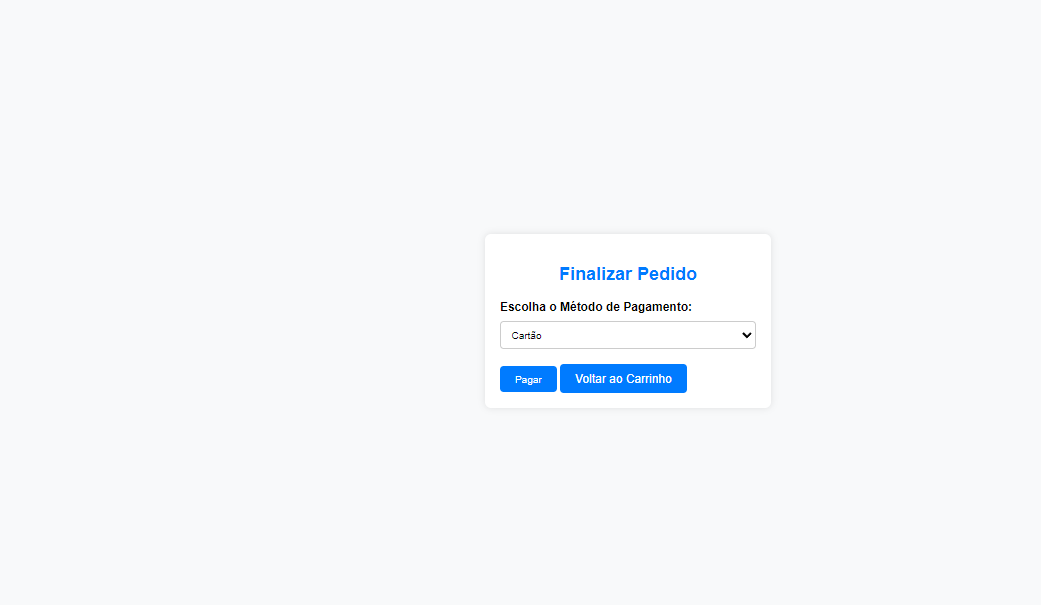 Finalizar Pedido
Escolha o Método de Pagamento:
Cartão
Pagar Voltar ao Carrinho